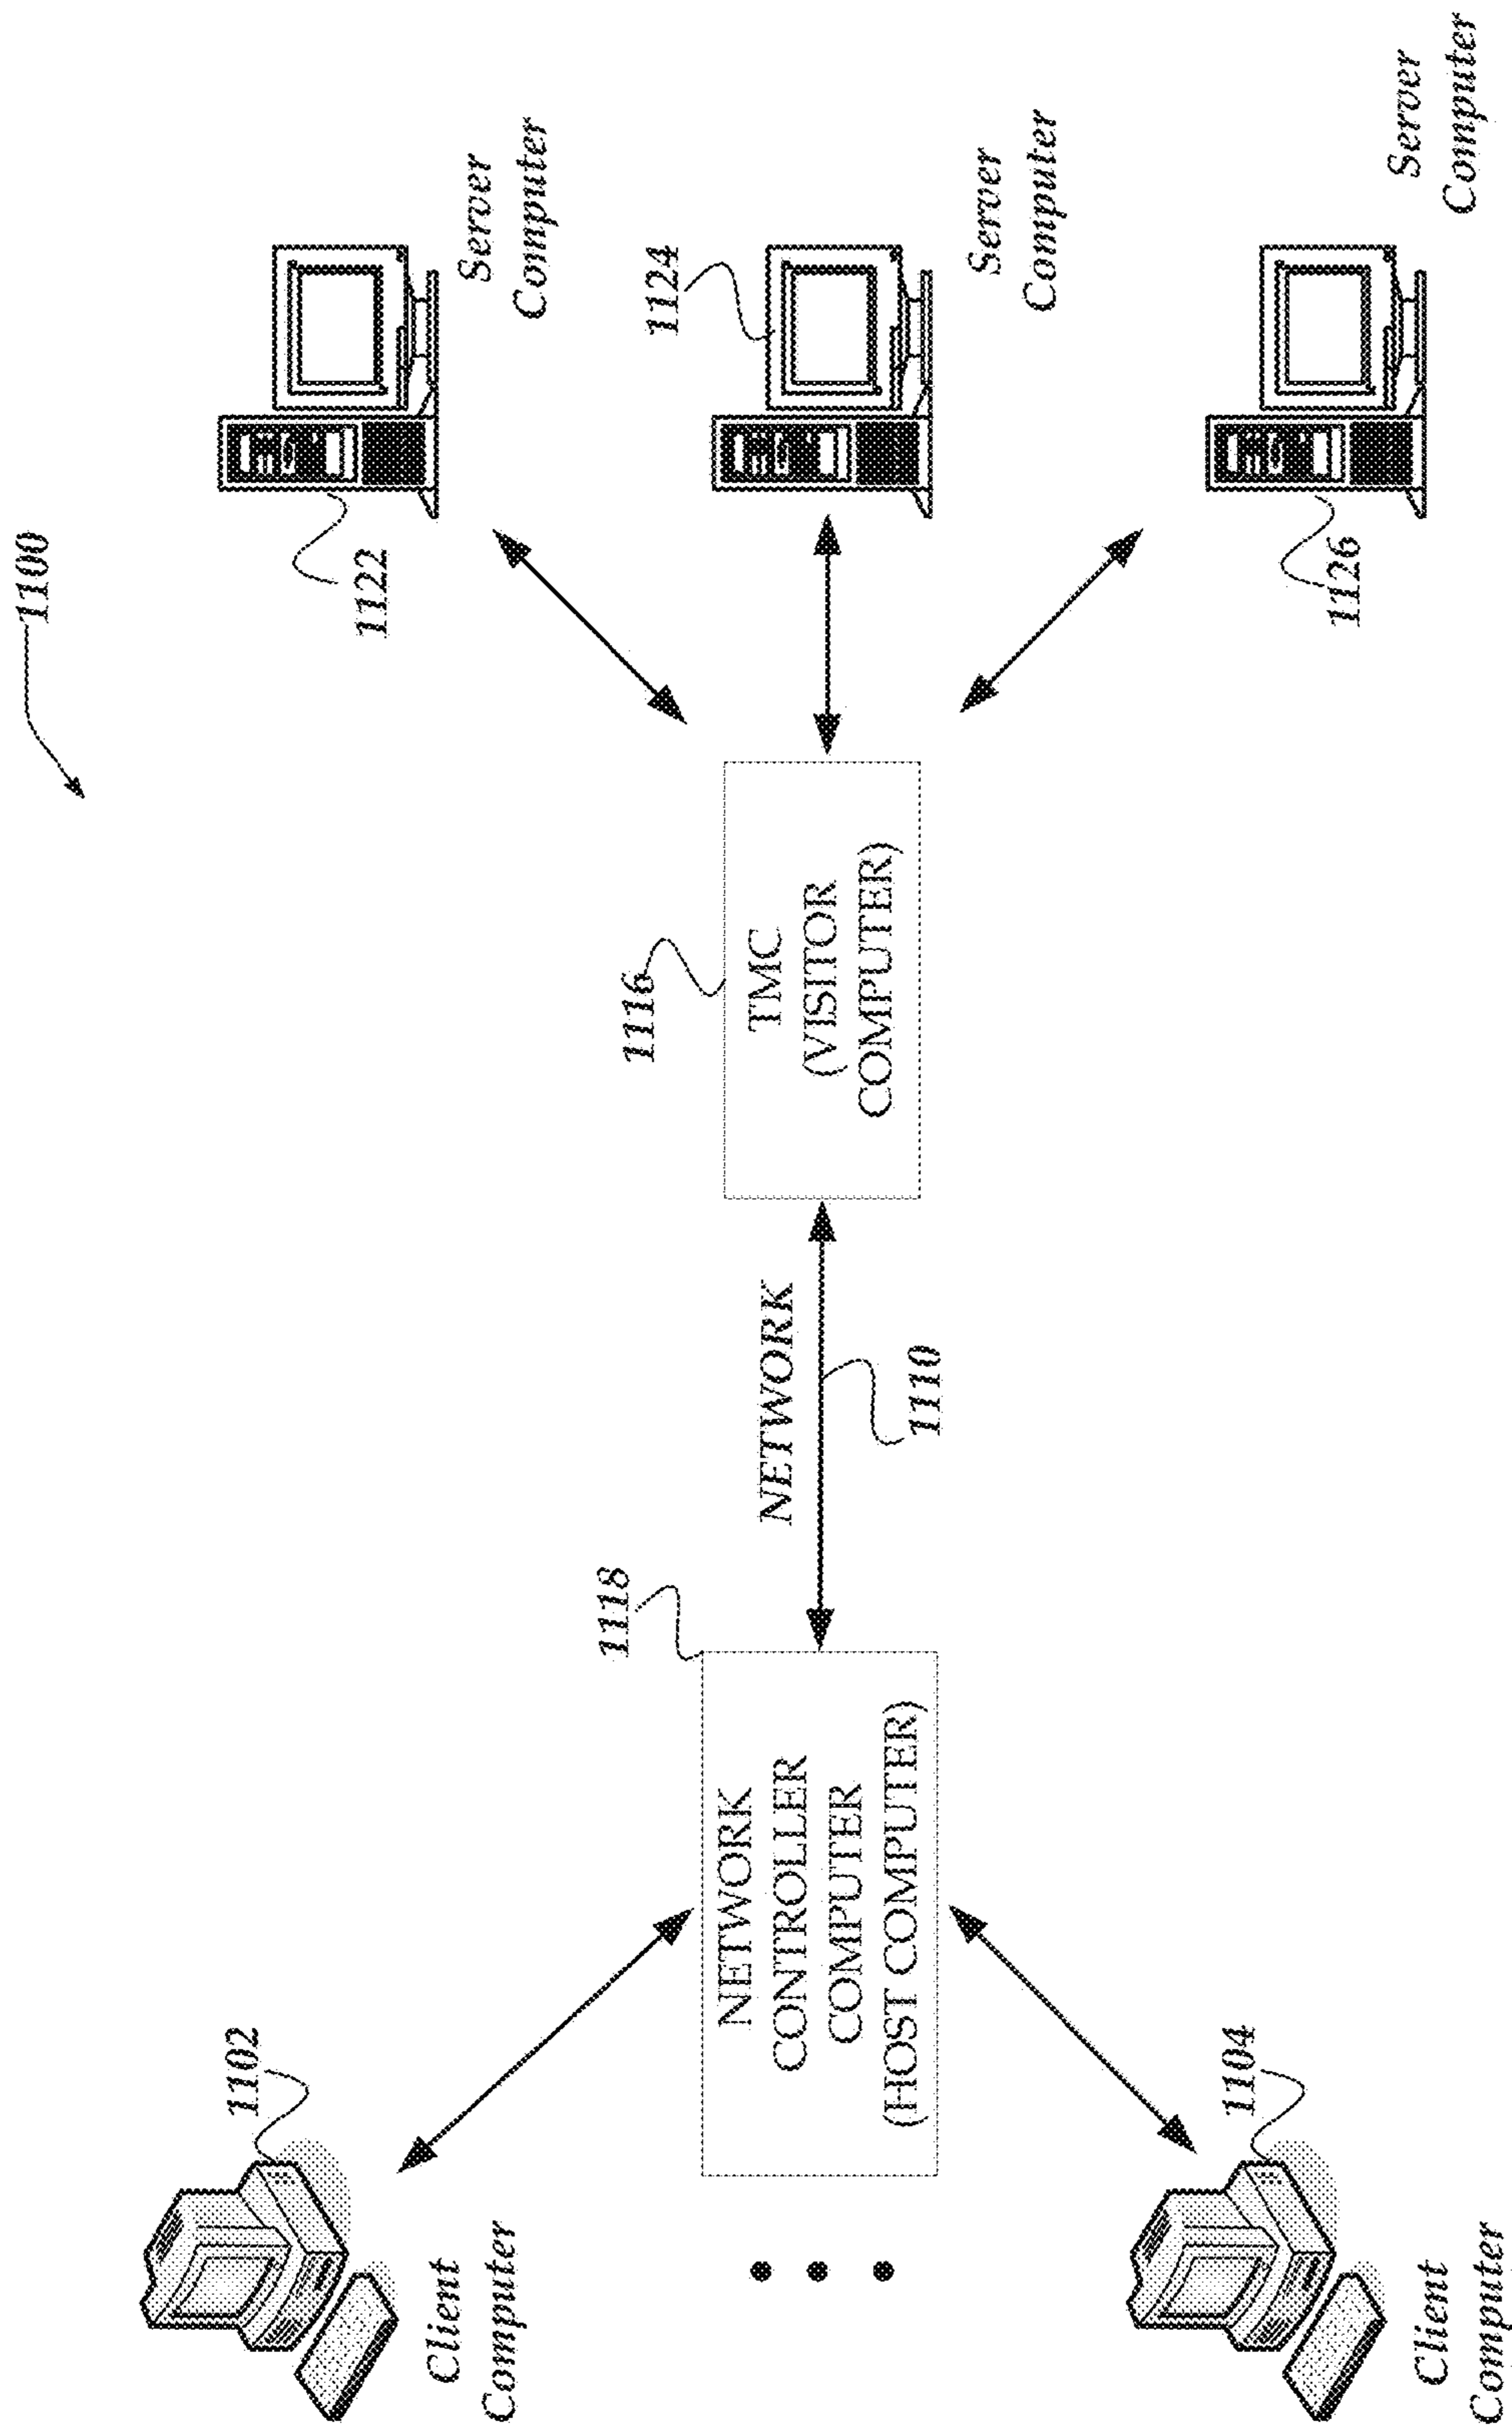 1100
1102
Client
Computer
1104
Client
Computer
1118
NETWORK
CONTROLLER
COMPUTER
(HOST COMPUTER)
NETWORK
1110
1116
TMC
(VISITOR
COMPUTER)
1122
Server
Computer
1124
Server
Computer
1126
Server
Computer